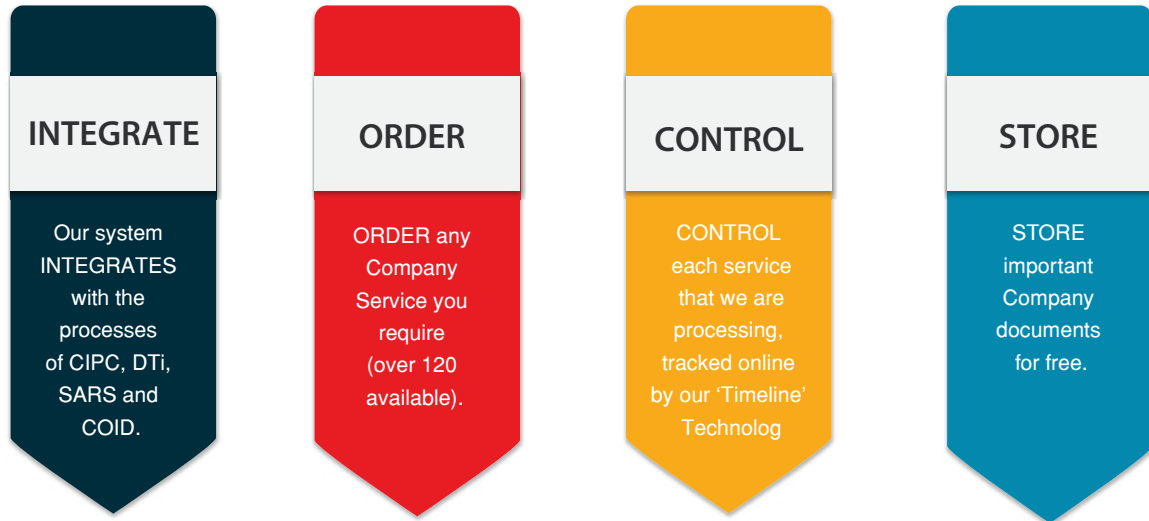 INTEGRATE
Our system
INTEGRATES
with the
processes
of CIPC, DTi,
SARS and
COID.
ORDER
ORDER any
Company
Service you
require
(over 120
available).
CONTROL
CONTROL
each service
that we are
processing,
tracked online
by our ‘Timeline’
Technolog
STORE
STORE
important
Company
documents
for free.